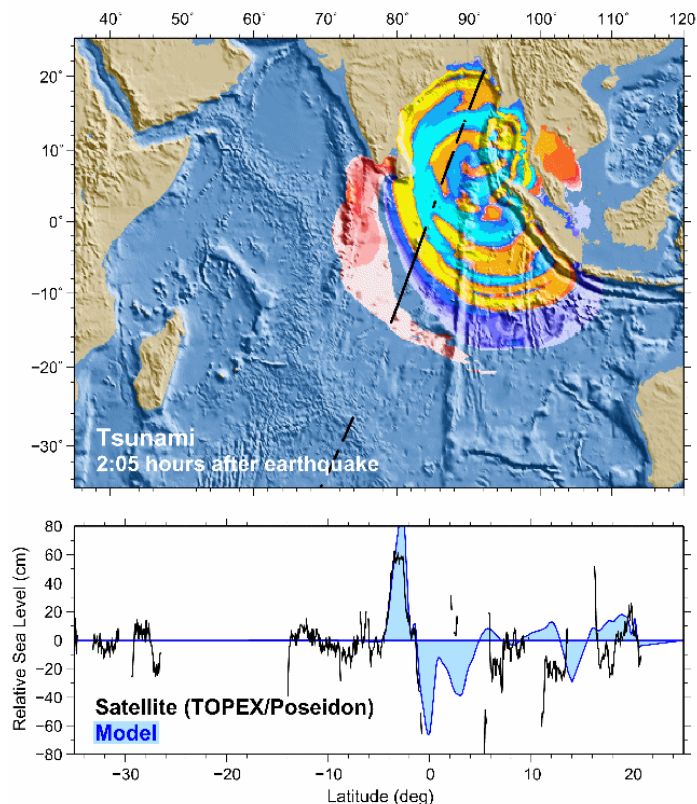 40° 50° 60° 70° 80° 90° 100° 110° 120°
20°
10°
0°
−10°
−20°
−30°
Tsunami
2:05 hours after earthquake
80
60
40
20
0
−20
−40
−60
−80
Relative Sea Level (cm)
Satellite (TOPEX/Poseidon)
Model
−30 −20 −10 0 10 20
Latitude (deg)